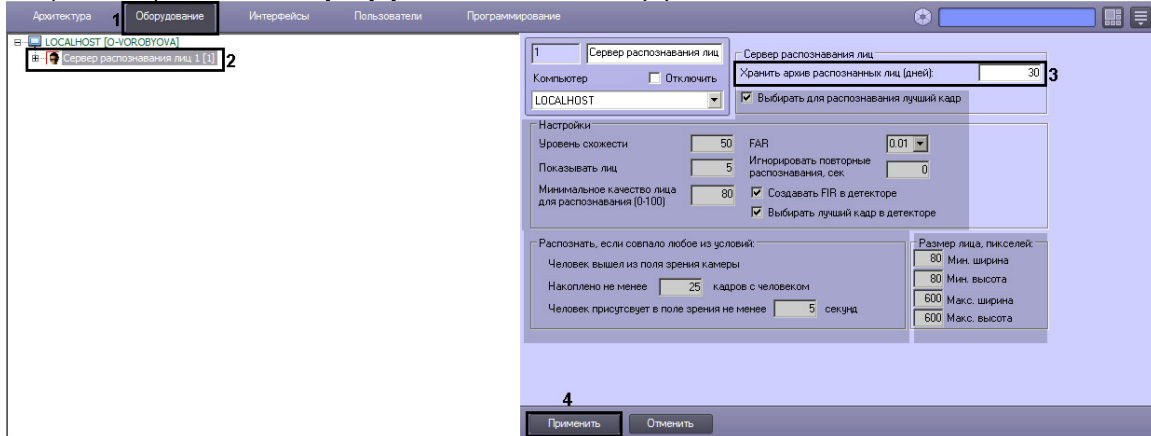 Архитектура 1 Оборудование Интерфейсы Пользователи Программирование
LOCALHOST [O-VOROBYOVA]
Сервер распознавания лиц 1 [1] 2
1 Сервер распознавания лиц
Компьютер Отключить
LOCALHOST
Сервер распознавания лиц
Хранить архив распознанных лиц (дней): 30 3
Выбирать для распознавания лучший кадр
Настройки
Уровень схожести 50
Показывать лиц 5
Минимальное качество лица
для распознавания (0-100) 80
FAR 0.01
Игнорировать повторные
распознавания, сек 0
Создавать FIR в детекторе
Выбирать лучший кадр в детекторе
Распознать, если совпало любое из условий:
Человек вышел из поля зрения камеры
Накоплено не менее 25 кадров с человеком
Человек присутсвует в поле зрения не менее 5 секунд
Размер лица, пикселей:
80 Мин. ширина
80 Мин. высота
600 Макс. ширина
600 Макс. высота
4
Применить Отменить